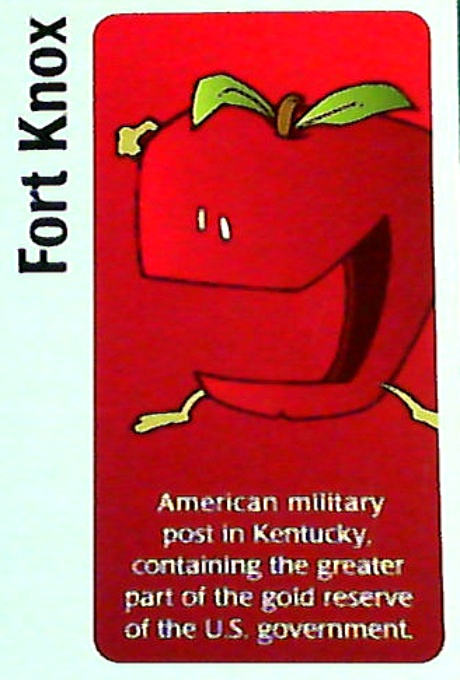 Fort Knox
American military
post in Kentucky,
containing the greater
part of the gold reserve
of the U.S. government.